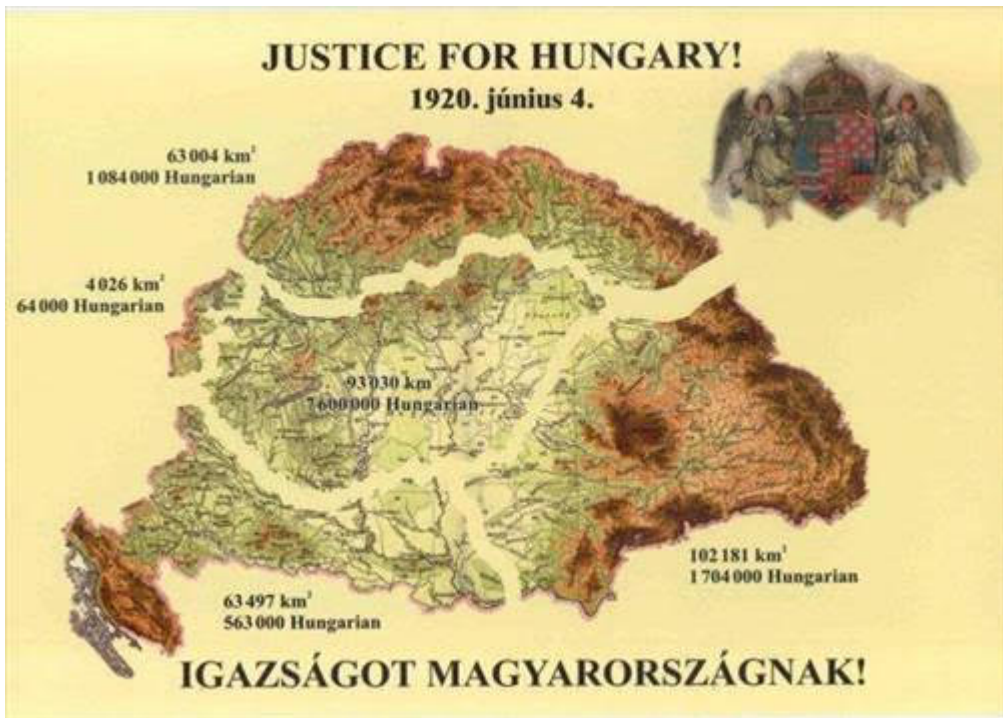 JUSTICE FOR HUNGARY!
1920. június 4.
63 004 km²
1 084 000 Hungarian
4 026 km²
64 000 Hungarian
93 030 km²
7 600 000 Hungarian
102 181 km²
1 704 000 Hungarian
63 497 km²
563 000 Hungarian
IGAZSÁGOT MAGYARORSZÁGNAK!